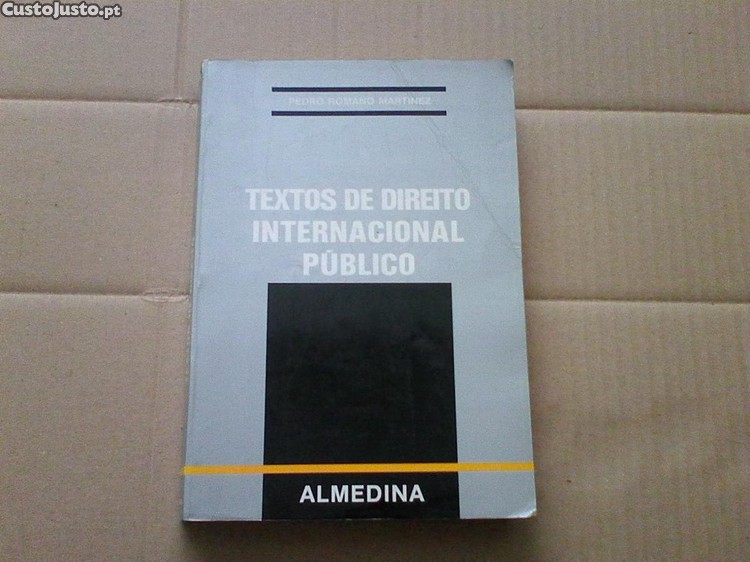 CustoJusto.pt
PEDRO ROMANO MARTINEZ
TEXTOS DE DIREITO
INTERNACIONAL
PÚBLICO
ALMEDINA